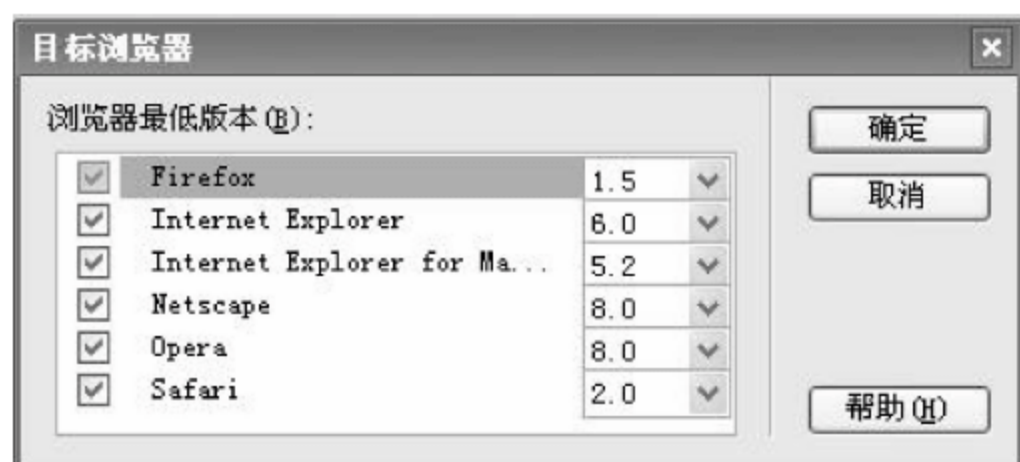 目标浏览器
浏览器最低版本(B):
Firefox 1.5
Internet Explorer 6.0
Internet Explorer for Ma... 5.2
Netscape 8.0
Opera 8.0
Safari 2.0
确定
取消
帮助(H)